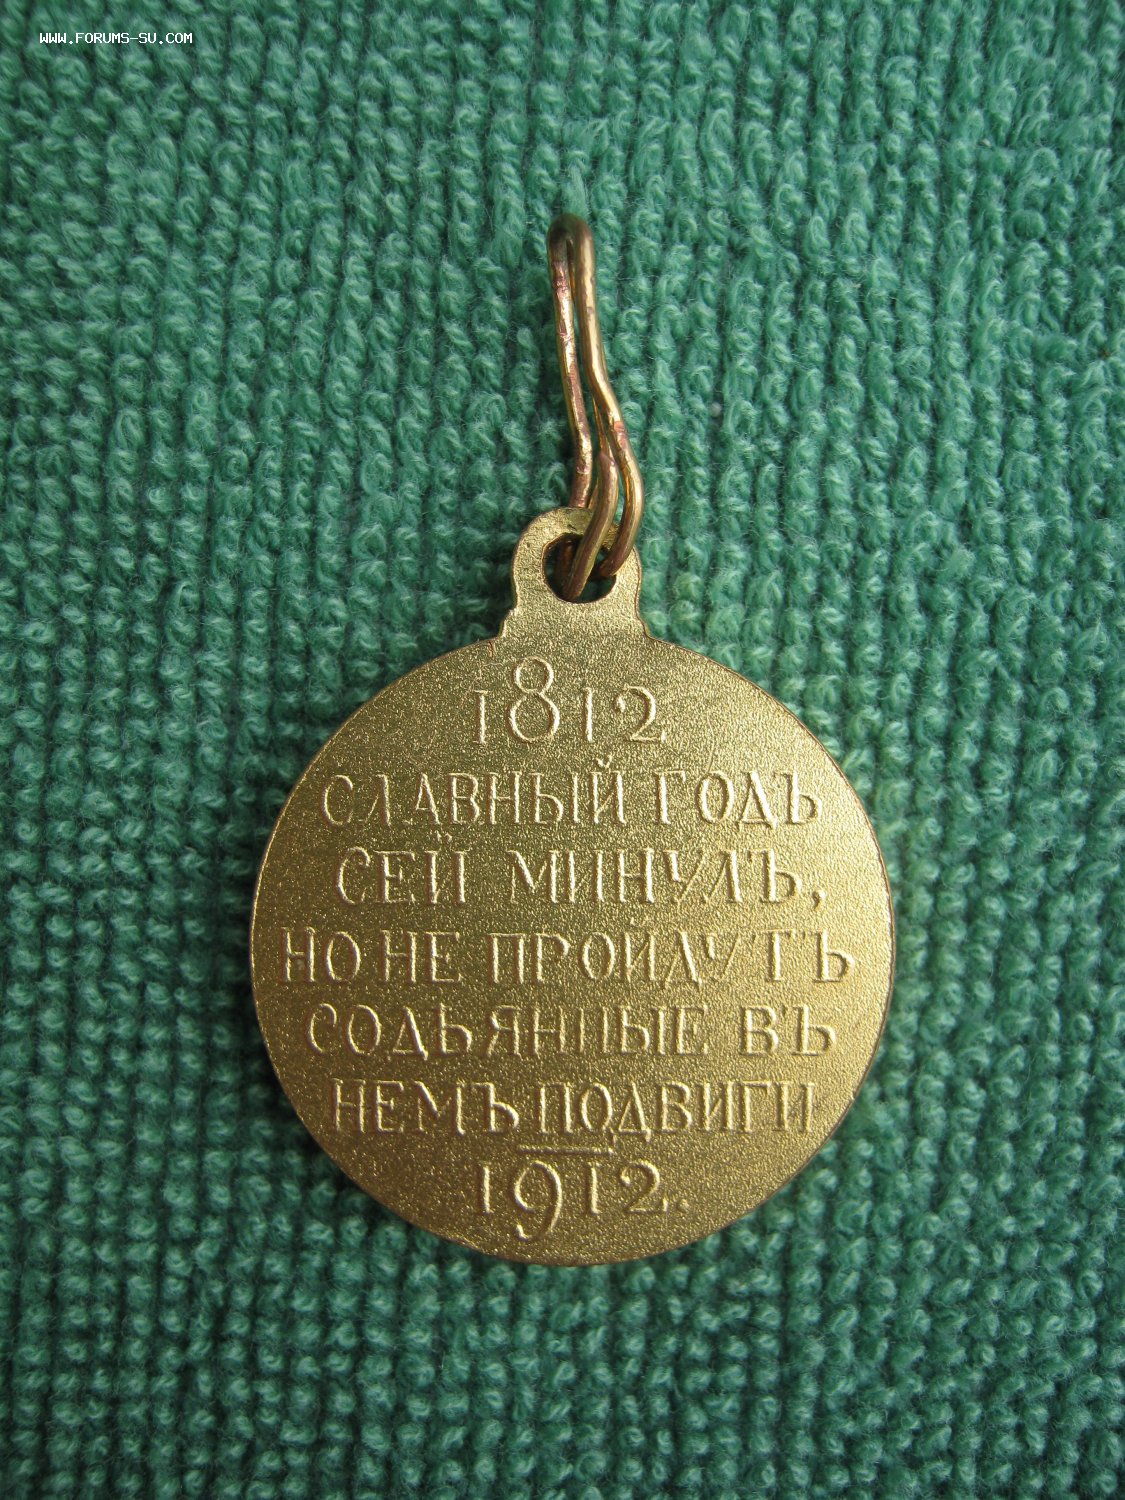 WWW.FORUMS-SU.COM
1812
СЛАВНЫЙ ГОДЪ
СЕЙ МИНУЛЪ,
НО НЕ ПРОЙДУТЪ
СОДѢЯННЫЕ ВЪ
НЕМЪ ПОДВИГИ
1912.